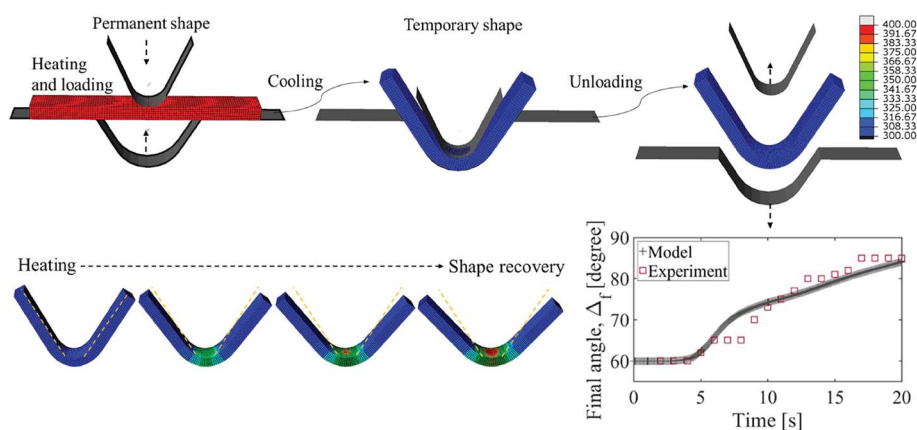 Permanent shape
Heating
and loading
Cooling
Temporary shape
Unloading
400.00
391.67
383.33
375.00
366.67
358.33
350.00
341.67
333.33
325.00
316.67
308.33
300.00
Heating
Shape recovery
Final angle, Δf [degree]
90
80
70
60
Model
Experiment
0
5
10
15
20
Time [s]